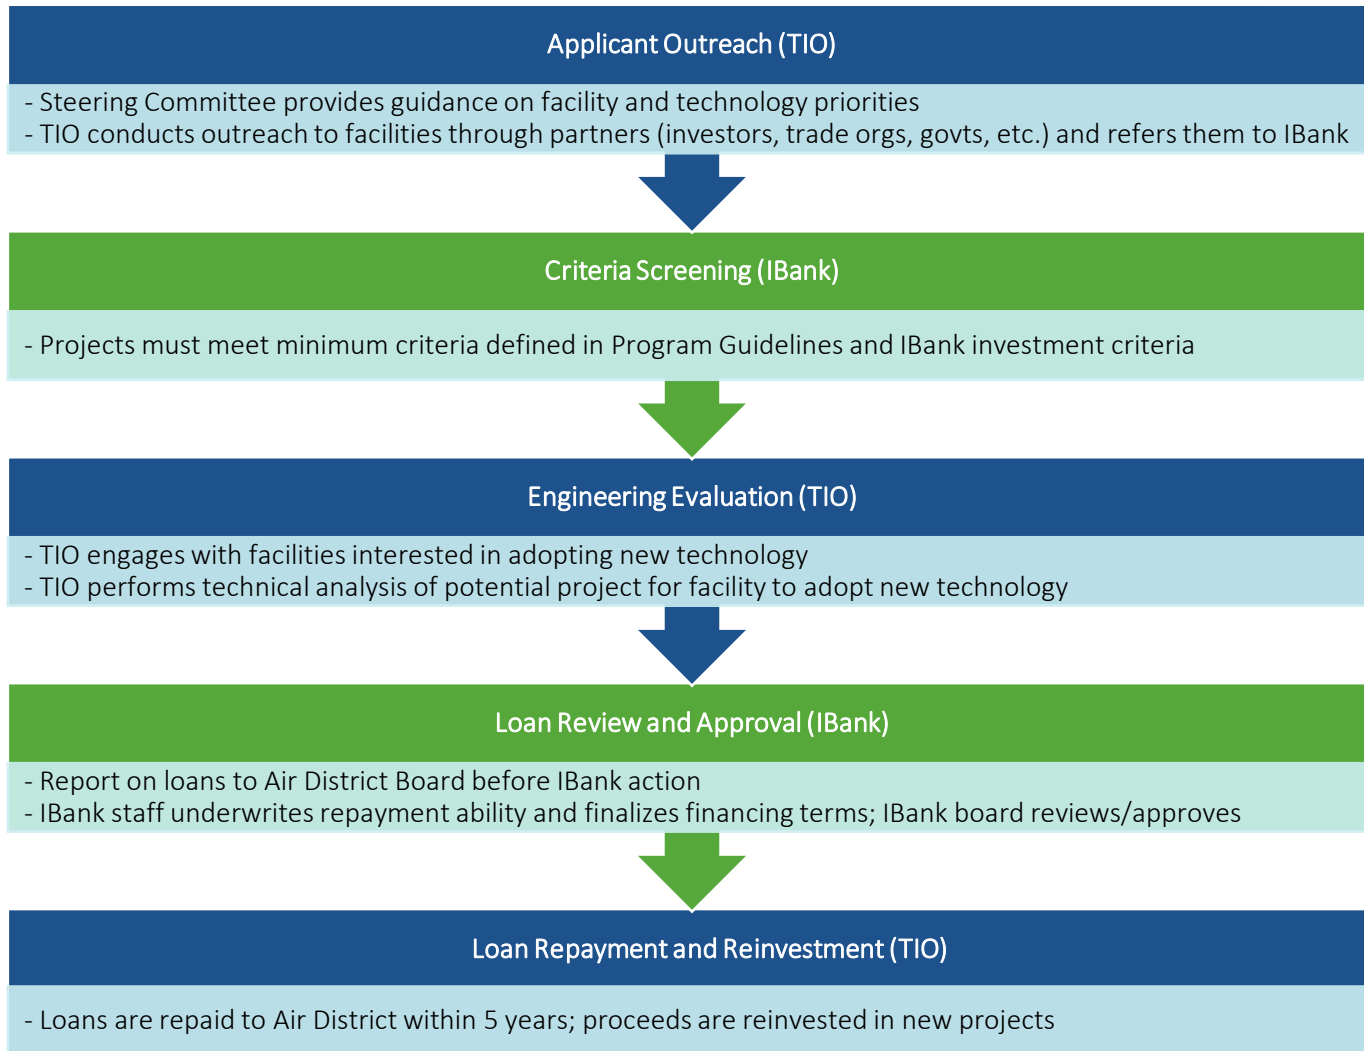 Applicant Outreach (TIO)
- Steering Committee provides guidance on facility and technology priorities
- TIO conducts outreach to facilities through partners (investors, trade orgs, govts, etc.) and refers them to IBank
Criteria Screening (IBank)
- Projects must meet minimum criteria defined in Program Guidelines and IBank investment criteria
Engineering Evaluation (TIO)
- TIO engages with facilities interested in adopting new technology
- TIO performs technical analysis of potential project for facility to adopt new technology
Loan Review and Approval (IBank)
- Report on loans to Air District Board before IBank action
- IBank staff underwrites repayment ability and finalizes financing terms; IBank board reviews/approves
Loan Repayment and Reinvestment (TIO)
- Loans are repaid to Air District within 5 years; proceeds are reinvested in new projects